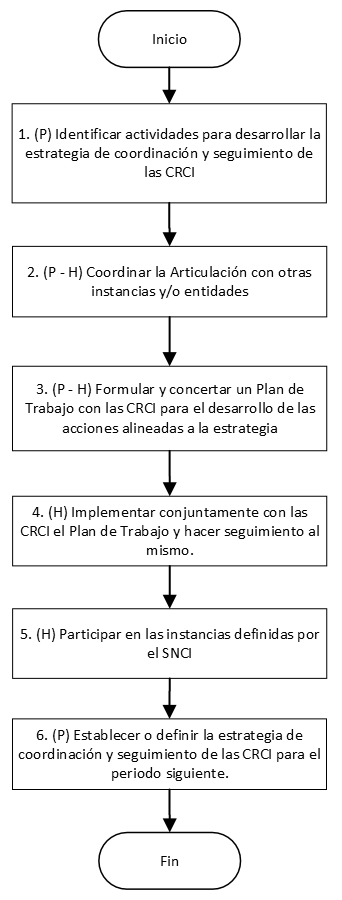 Inicio
1. (P) Identificar actividades para desarrollar la
estrategia de coordinación y seguimiento de
las CRCI
2. (P - H) Coordinar la Articulación con otras
instancias y/o entidades
3. (P - H) Formular y concertar un Plan de
Trabajo con las CRCI para el desarrollo de las
acciones alineadas a la estrategia
4. (H) Implementar conjuntamente con las
CRCI el Plan de Trabajo y hacer seguimiento al
mismo.
5. (H) Participar en las instancias definidas por
el SNCI
6. (P) Establecer o definir la estrategia de
coordinación y seguimiento de las CRCI para el
periodo siguiente.
Fin